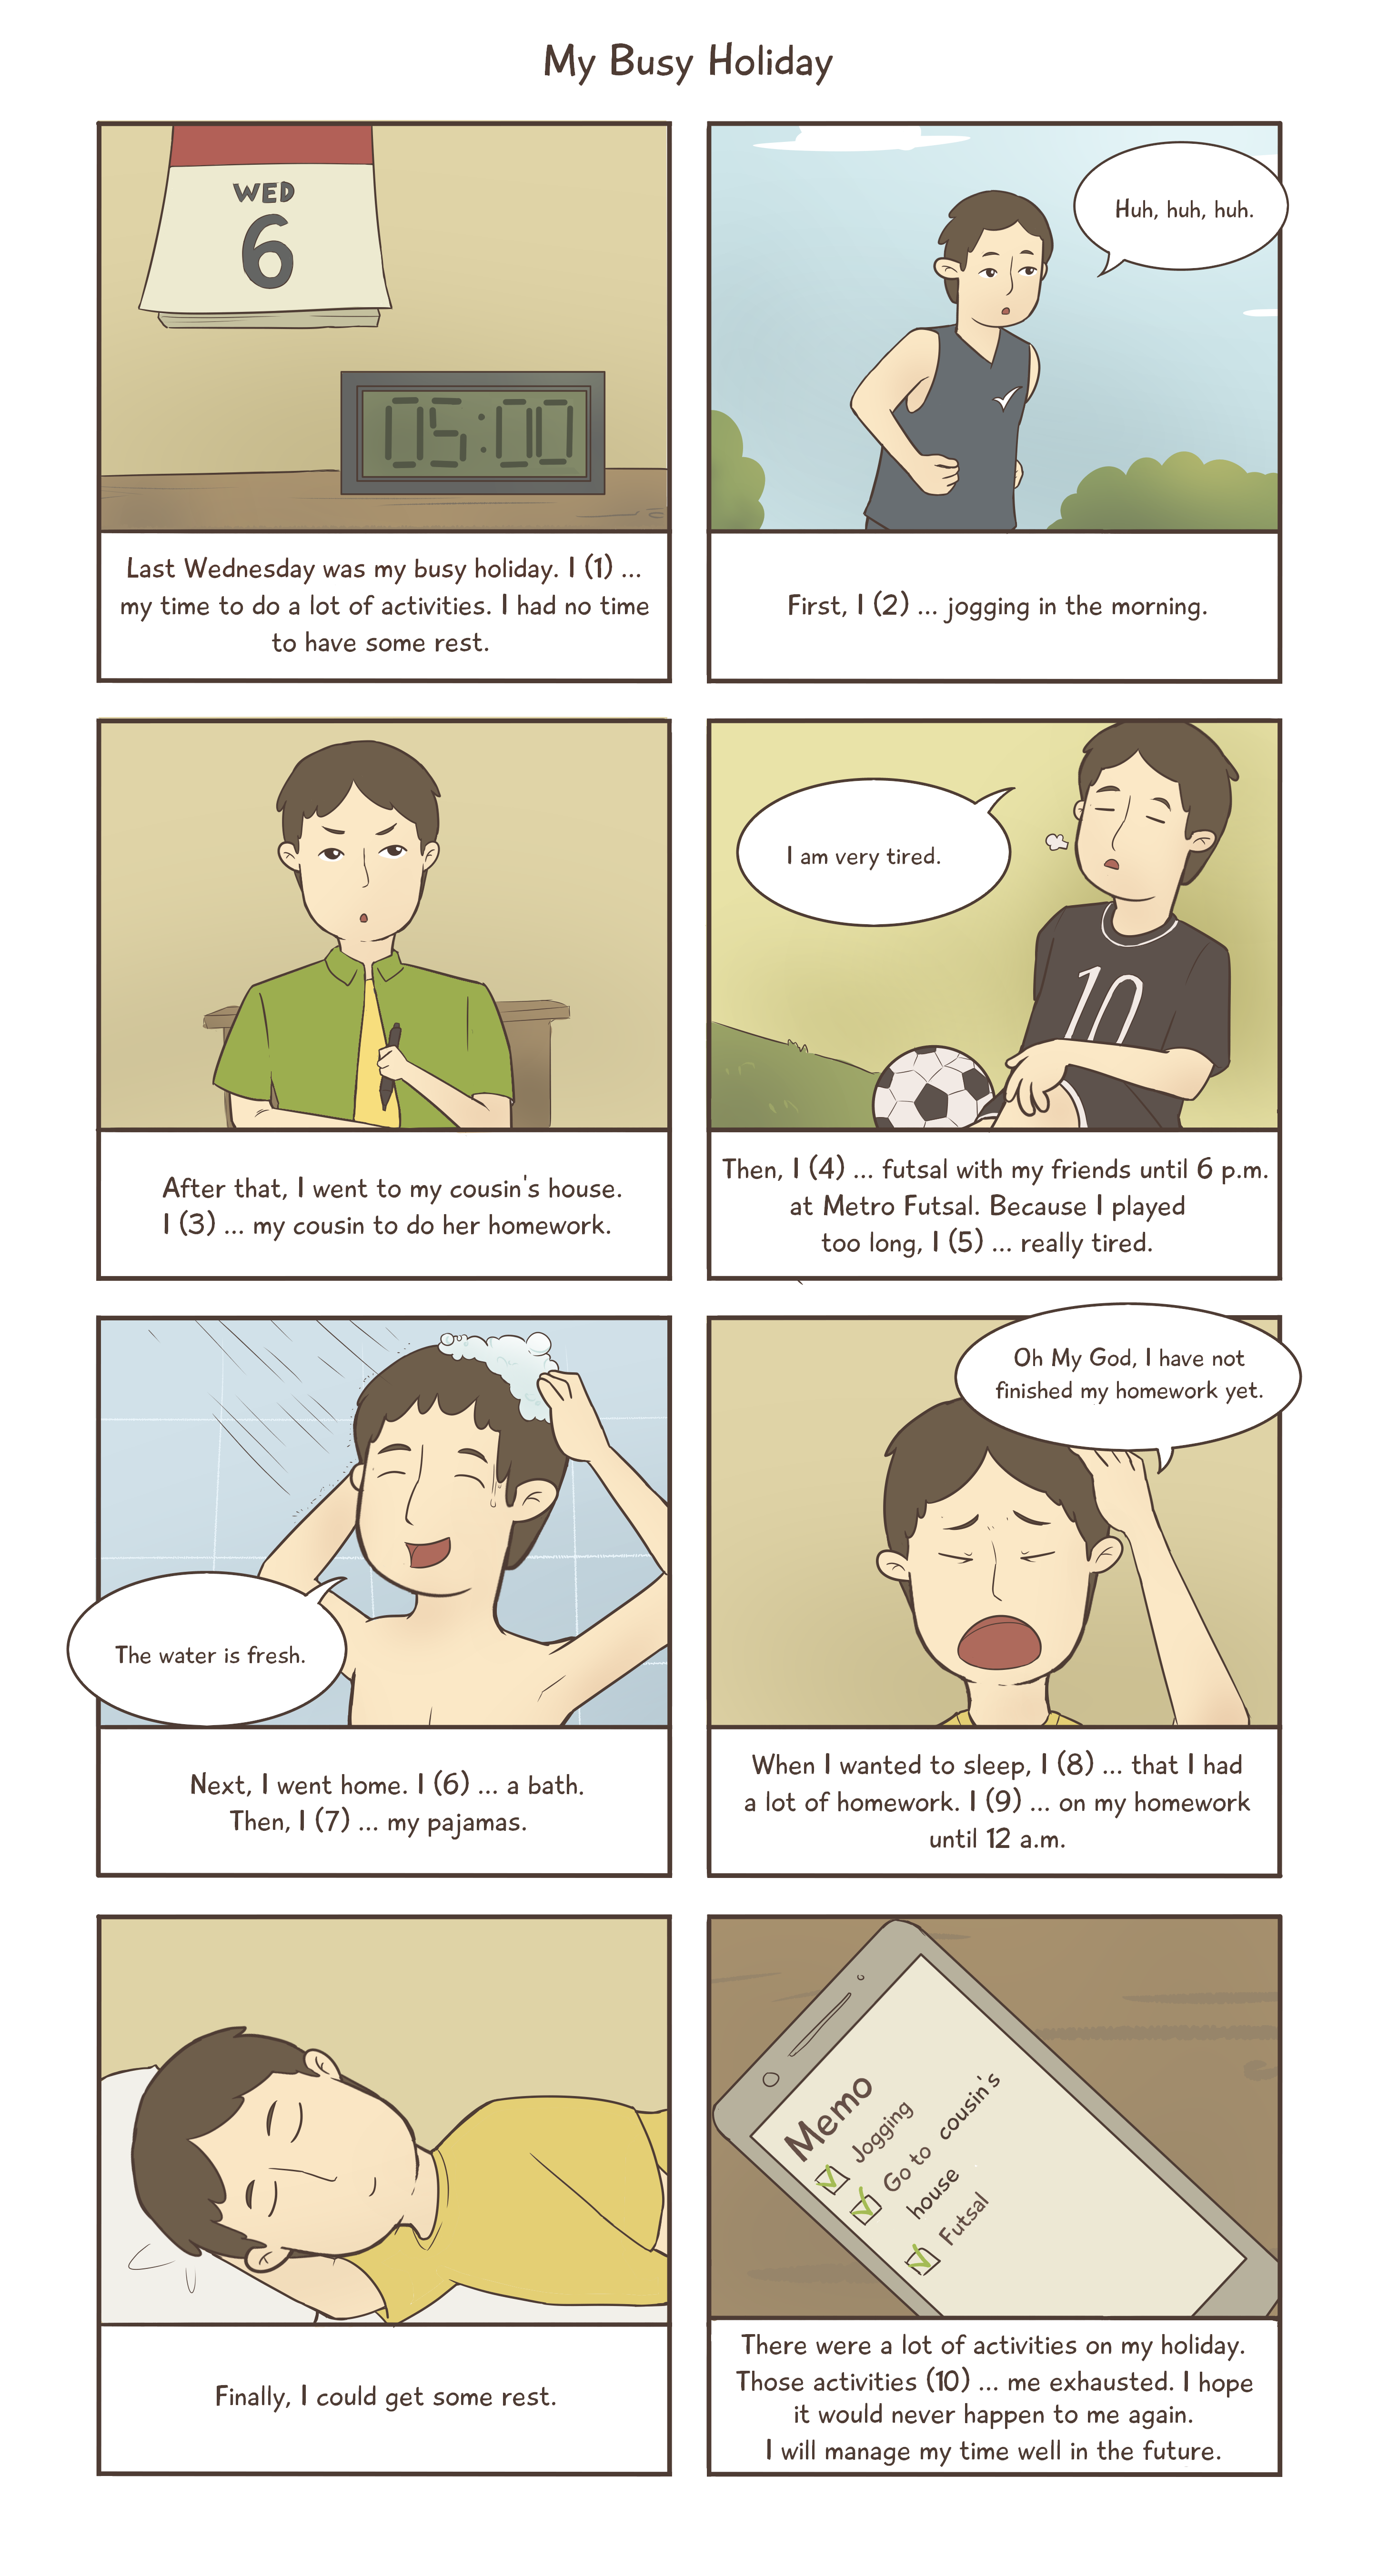 My Busy Holiday
WED
6
05:00
Last Wednesday was my busy holiday. I (1) ...
my time to do a lot of activities. I had no time
to have some rest.
Huh, huh, huh.
First, I (2) ... jogging in the morning.
After that, I went to my cousin's house.
I (3) ... my cousin to do her homework.
I am very tired.
10
Then, I (4) ... futsal with my friends until 6 p.m.
at Metro Futsal. Because I played
too long, I (5) ... really tired.
The water is fresh.
Next, I went home. I (6) ... a bath.
Then, I (7) ... my pajamas.
Oh My God, I have not
finished my homework yet.
When I wanted to sleep, I (8) ... that I had
a lot of homework. I (9) ... on my homework
until 12 a.m.
Finally, I could get some rest.
Memo
Jogging
Go to cousin's
house
Futsal
There were a lot of activities on my holiday.
Those activities (10) ... me exhausted. I hope
it would never happen to me again.
I will manage my time well in the future.